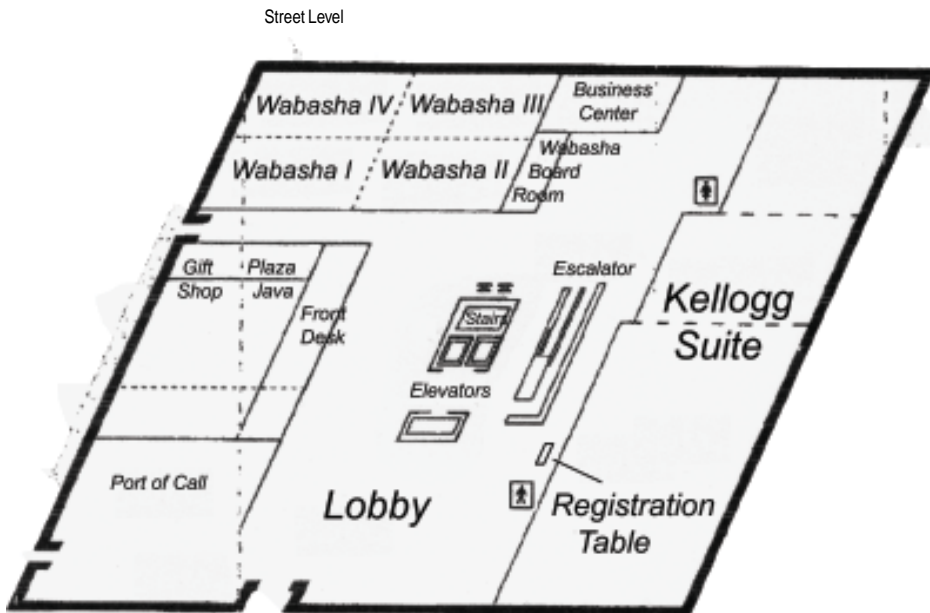 Street Level
Wabasha IV
Wabasha III
Business
Center
Wabasha I
Wabasha II
Wabasha
Board
Room
Gift
Shop
Plaza
Java
Front
Desk
Stairs
Escalator
Kellogg
Suite
Elevators
Port of Call
Lobby
Registration
Table